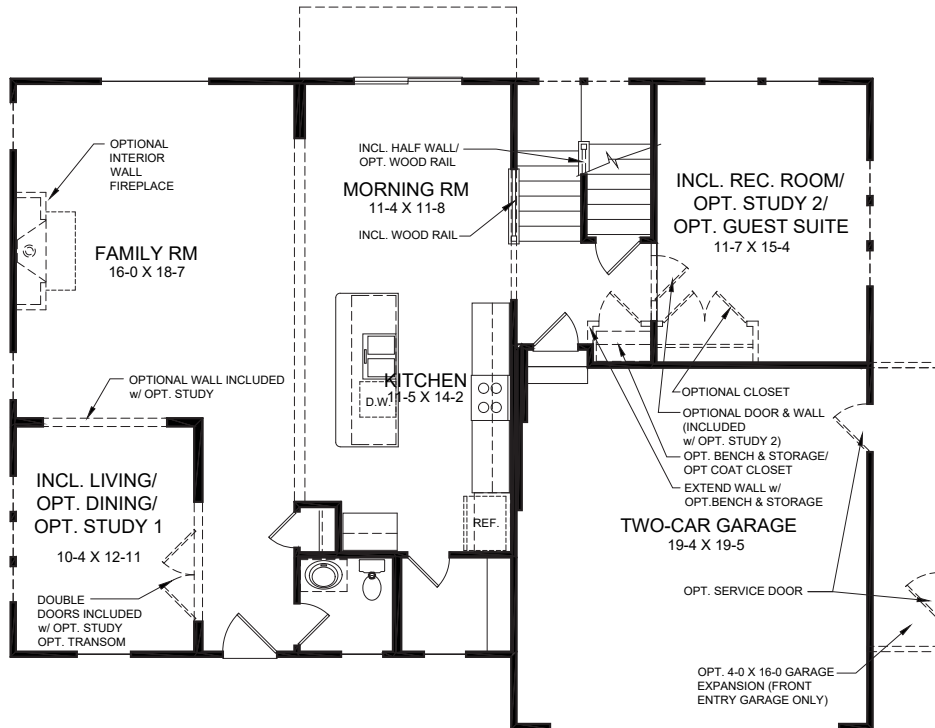 OPTIONAL
INTERIOR
WALL
FIREPLACE
FAMILY RM
16-0 X 18-7
INCL. HALF WALL/
OPT. WOOD RAIL
MORNING RM
11-4 X 11-8
INCL. WOOD RAIL
INCL. REC. ROOM/
OPT. STUDY 2/
OPT. GUEST SUITE
11-7 X 15-4
OPTIONAL WALL INCLUDED
w/ OPT. STUDY
KITCHEN
11-5 X 14-2
D.W.
REF.
INCL. LIVING/
OPT. DINING/
OPT. STUDY 1
10-4 X 12-11
DOUBLE
DOORS INCLUDED
w/ OPT. STUDY
OPT. TRANSOM
OPTIONAL CLOSET
OPTIONAL DOOR & WALL
(INCLUDED
w/ OPT. STUDY 2)
OPT. BENCH & STORAGE/
OPT COAT CLOSET
EXTEND WALL w/
OPT.BENCH & STORAGE
TWO-CAR GARAGE
19-4 X 19-5
OPT. SERVICE DOOR
OPT. 4-0 X 16-0 GARAGE
EXPANSION (FRONT
ENTRY GARAGE ONLY)